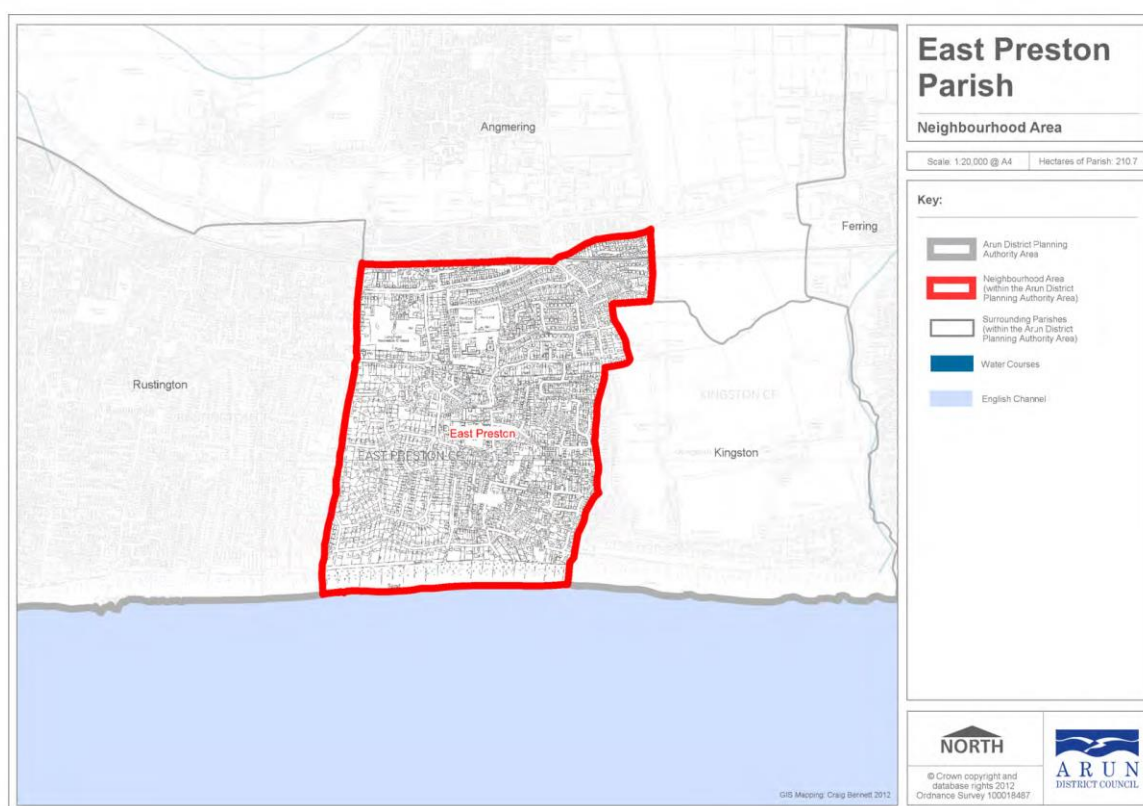 East Preston
Parish
Neighbourhood Area
Scale: 1:20,000 @ A4
Hectares of Parish: 210.7
Key:
Arun District Planning
Authority Area
Neighbourhood Area
(within the Arun District
Planning Authority Area)
Surrounding Parishes
(within the Arun District
Planning Authority Area)
Water Courses
English Channel
Angmering
Ferring
Rustington
East Preston
EAST PRESTON CP
KINGSTON CP
Kingston
GIS Mapping: Craig Bennett 2012
NORTH
© Crown copyright and
database rights 2012
Ordnance Survey 100018487
ARUN
DISTRICT COUNCIL